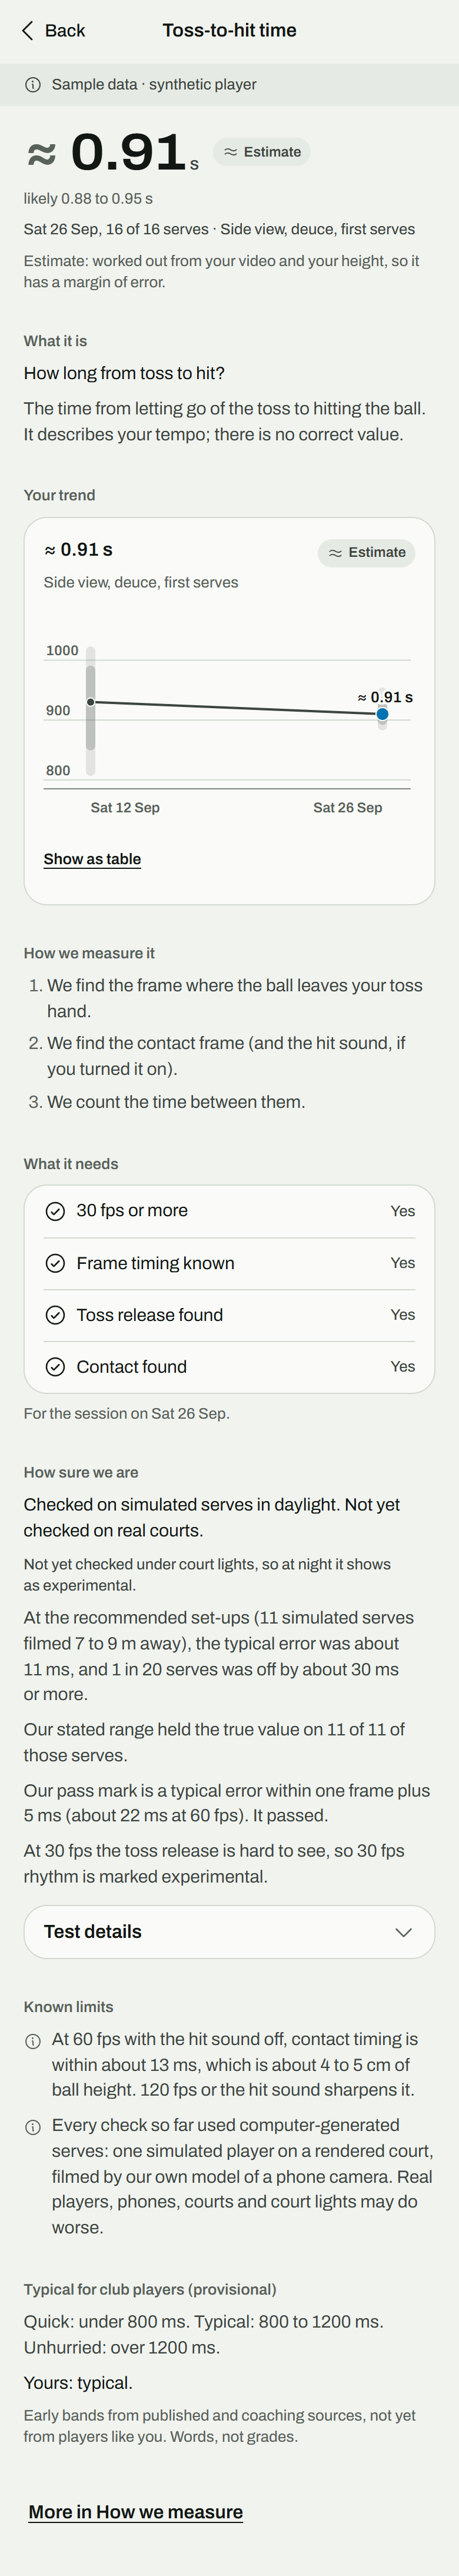 Back
Toss-to-hit time
Sample data · synthetic player
≈ 0.91 s
≈ Estimate
likely 0.88 to 0.95 s
Sat 26 Sep, 16 of 16 serves · Side view, deuce, first serves
Estimate: worked out from your video and your height, so it
has a margin of error.
What it is
How long from toss to hit?
The time from letting go of the toss to hitting the ball.
It describes your tempo; there is no correct value.
Your trend
≈ 0.91 s
≈ Estimate
Side view, deuce, first serves
1000
≈ 0.91 s
900
800
Sat 12 Sep
Sat 26 Sep
Show as table
How we measure it
1. We find the frame where the ball leaves your toss
hand.
2. We find the contact frame (and the hit sound, if
you turned it on).
3. We count the time between them.
What it needs
30 fps or more Yes
Frame timing known Yes
Toss release found Yes
Contact found Yes
For the session on Sat 26 Sep.
How sure we are
Checked on simulated serves in daylight. Not yet
checked on real courts.
Not yet checked under court lights, so at night it shows
as experimental.
At the recommended set-ups (11 simulated serves
filmed 7 to 9 m away), the typical error was about
11 ms, and 1 in 20 serves was off by about 30 ms
or more.
Our stated range held the true value on 11 of 11 of
those serves.
Our pass mark is a typical error within one frame plus
5 ms (about 22 ms at 60 fps). It passed.
At 30 fps the toss release is hard to see, so 30 fps
rhythm is marked experimental.
Test details
Known limits
At 60 fps with the hit sound off, contact timing is
within about 13 ms, which is about 4 to 5 cm of
ball height. 120 fps or the hit sound sharpens it.
Every check so far used computer-generated
serves: one simulated player on a rendered court,
filmed by our own model of a phone camera. Real
players, phones, courts and court lights may do
worse.
Typical for club players (provisional)
Quick: under 800 ms. Typical: 800 to 1200 ms.
Unhurried: over 1200 ms.
Yours: typical.
Early bands from published and coaching sources, not yet
from players like you. Words, not grades.
More in How we measure